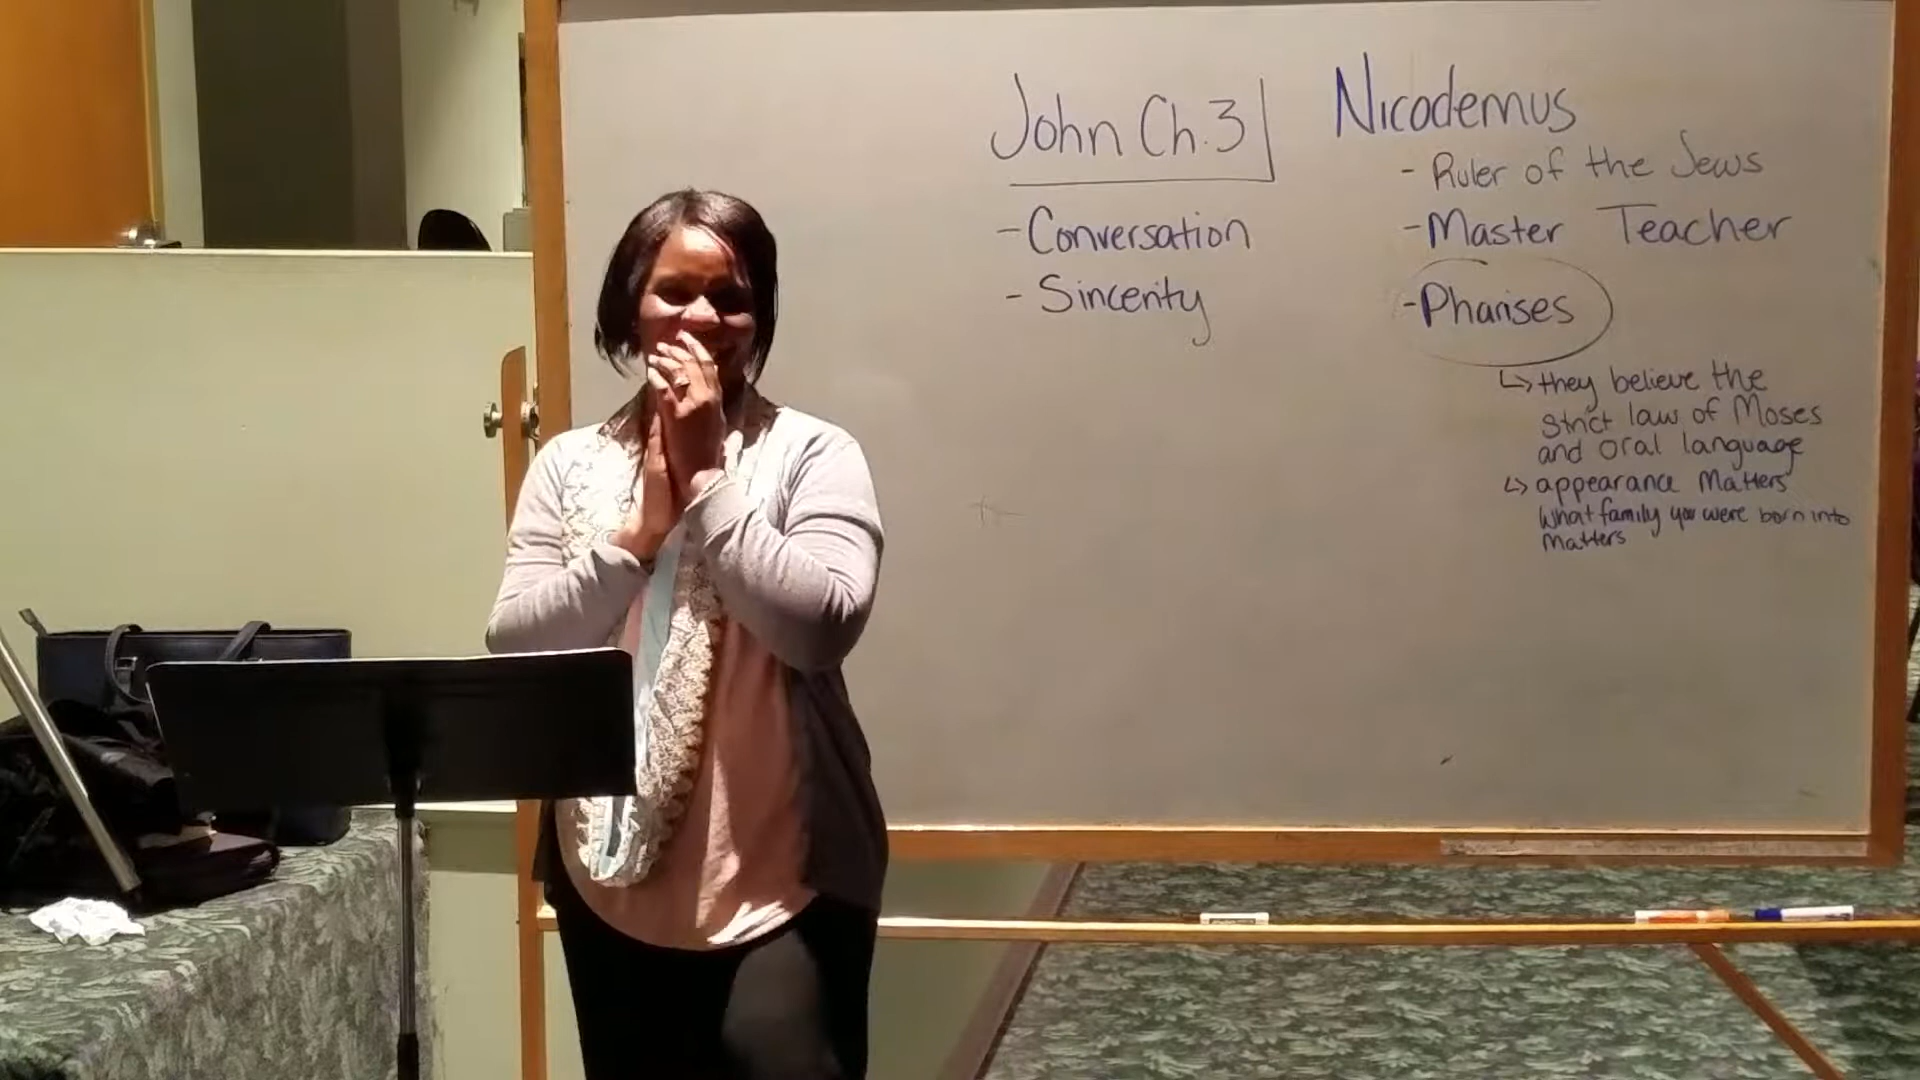 John Ch. 3
- Conversation
- Sincerity
Nicodemus
- Ruler of the Jews
- Master Teacher
- Pharises
↳ they believe the
strict law of Moses
and oral language
↳ appearance Matters
What family you were born into
Matters